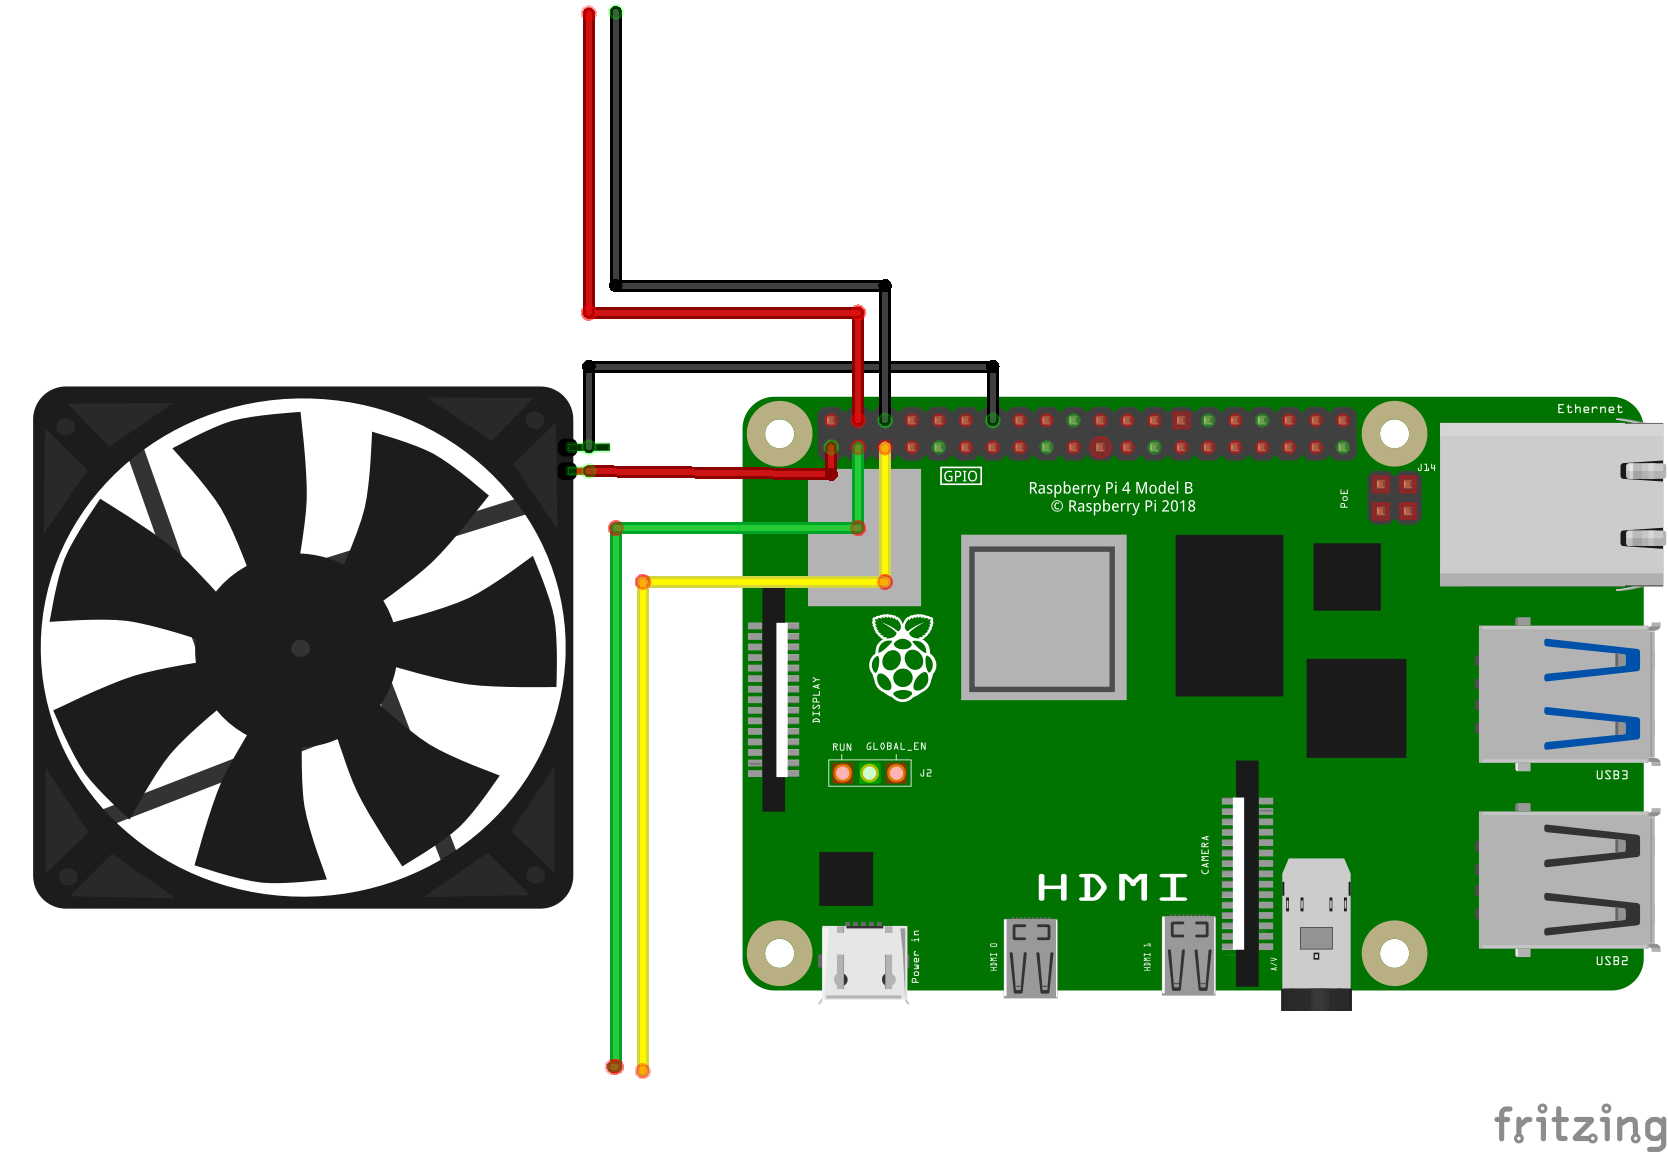 Ethernet
J14
GPIO
Raspberry Pi 4 Model B
© Raspberry Pi 2018
PoE
DISPLAY
RUN
GLOBAL_EN
J2
USB3
CAMERA
HDMI
Power in
HDMI 0
HDMI 1
A/V
USB2
fritzing